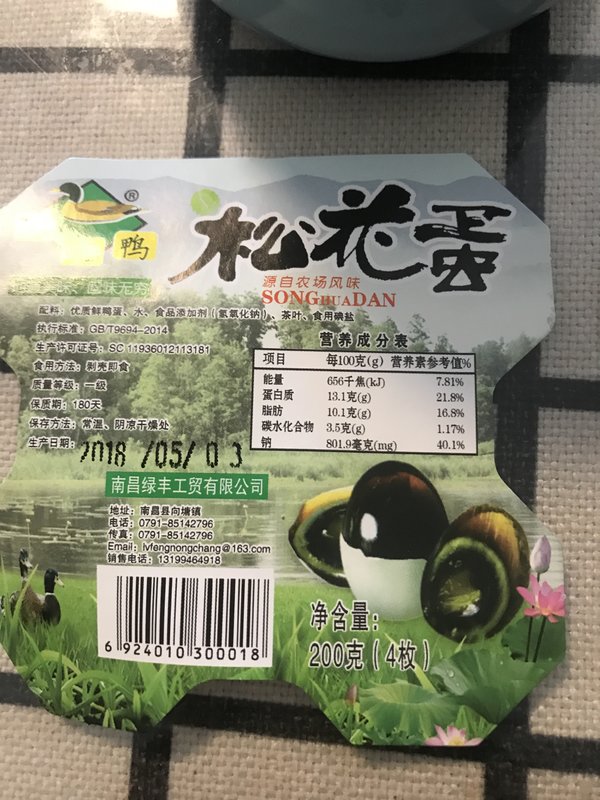 ®
鸭
松花蛋
源自农场风味
SONGHUADAN
配料：优质鲜鸭蛋、水、食品添加剂（氢氧化钠）、茶叶、食用碘盐
执行标准：GB/T9694-2014
生产许可证号：SC 11936012113181
食用方法：剥壳即食
质量等级：一级
保质期：180天
保存方法：常温、阴凉干燥处
生产日期：2018 /05/ 03
营养成分表
项目 每100克(g) 营养素参考值%
能量 656千焦(kJ) 7.81%
蛋白质 13.1克(g) 21.8%
脂肪 10.1克(g) 16.8%
碳水化合物 3.5克(g) 1.17%
钠 801.9毫克(mg) 40.1%
南昌绿丰工贸有限公司
地址：南昌县向塘镇
电话：0791-85142796
传真：0791-85142796
Email：lvfengnongchang@163.com
销售电话：13199464918
6 924010 300018
净含量：
200克（4枚）